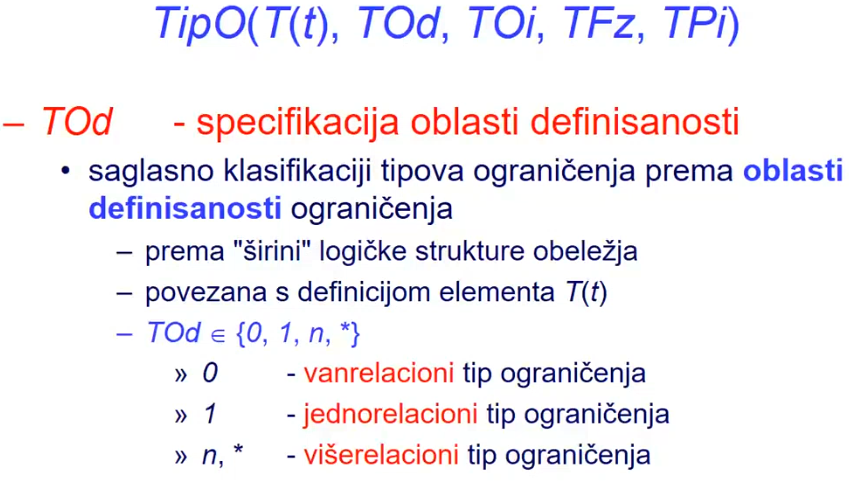 TipO(T(t), TOd, TOi, TFz, TPi)
– TOd - specifikacija oblasti definisanosti
• saglasno klasifikaciji tipova ograničenja prema oblasti
definisanosti ograničenja
– prema "širini" logičke strukture obeležja
– povezana s definicijom elementa T(t)
– TOd ∈ {0, 1, n, *}
» 0 - vanrelacioni tip ograničenja
» 1 - jednorelacioni tip ograničenja
» n, * - višerelacioni tip ograničenja